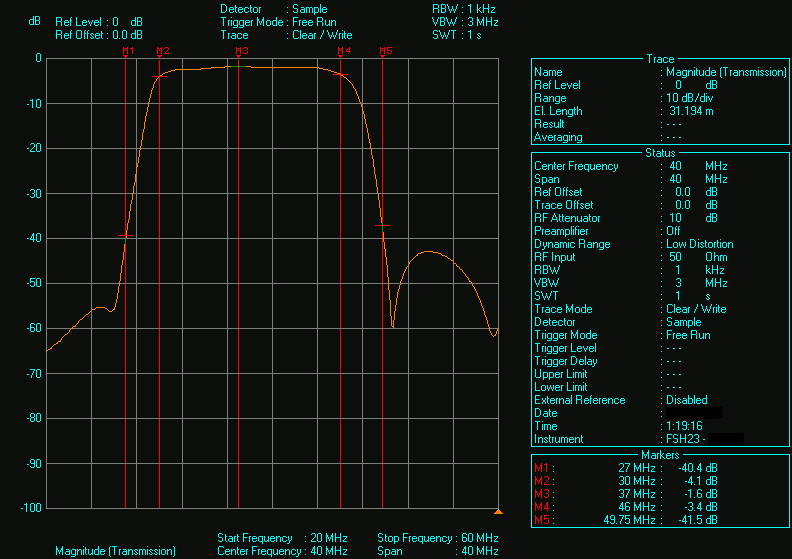 dB
Ref Level : 0 dB
Ref Offset : 0.0 dB
Detector : Sample
Trigger Mode : Free Run
Trace : Clear / Write
RBW : 1 kHz
VBW : 3 MHz
SWT : 1 s
M1 M2 M3 M4 M5
0
-10
-20
-30
-40
-50
-60
-70
-80
-90
-100
Start Frequency : 20 MHz
Stop Frequency : 60 MHz
Magnitude (Transmission)
Center Frequency : 40 MHz
Span : 40 MHz
Trace
Name : Magnitude (Transmission)
Ref Level : 0 dB
Range : 10 dB/div
El. Length : 31.194 m
Result : - - -
Averaging : - - -
Status
Center Frequency : 40 MHz
Span : 40 MHz
Ref Offset : 0.0 dB
Trace Offset : 0.0 dB
RF Attenuator : 10 dB
Preamplifier : Off
Dynamic Range : Low Distortion
RF Input : 50 Ohm
RBW : 1 kHz
VBW : 3 MHz
SWT : 1 s
Trace Mode : Clear / Write
Detector : Sample
Trigger Mode : Free Run
Trigger Level : - - -
Trigger Delay : - - -
Upper Limit : - - -
Lower Limit : - - -
External Reference : Disabled
Date :
Time : 1:19:16
Instrument : FSH23 -
Markers
M1 : 27 MHz : -40.4 dB
M2 : 30 MHz : -4.1 dB
M3 : 37 MHz : -1.6 dB
M4 : 46 MHz : -3.4 dB
M5 : 49.75 MHz : -41.5 dB